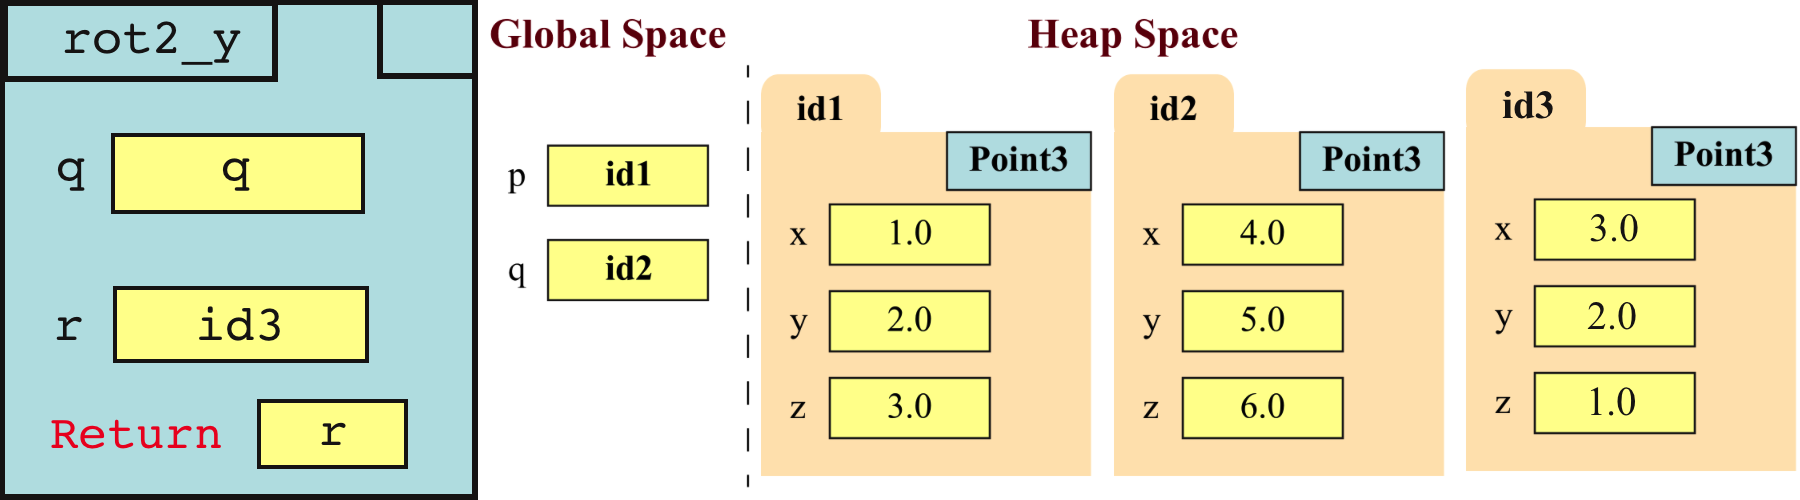 rot2_y
q q
r id3
Return r
Global Space
p id1
q id2
Heap Space
id1
Point3
x 1.0
y 2.0
z 3.0
id2
Point3
x 4.0
y 5.0
z 6.0
id3
Point3
x 3.0
y 2.0
z 1.0